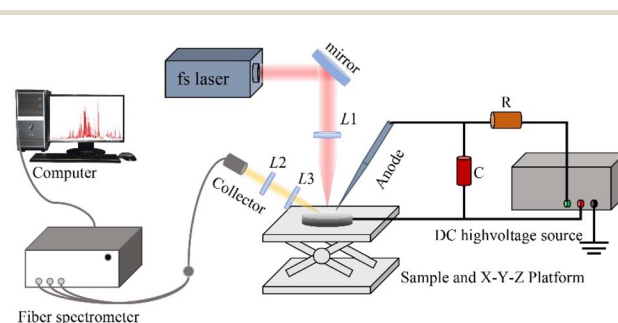 mirror
fs laser
L1
R
Anode
C
L2
L3
Collector
Computer
DC highvoltage source
Sample and X-Y-Z Platform
Fiber spectrometer